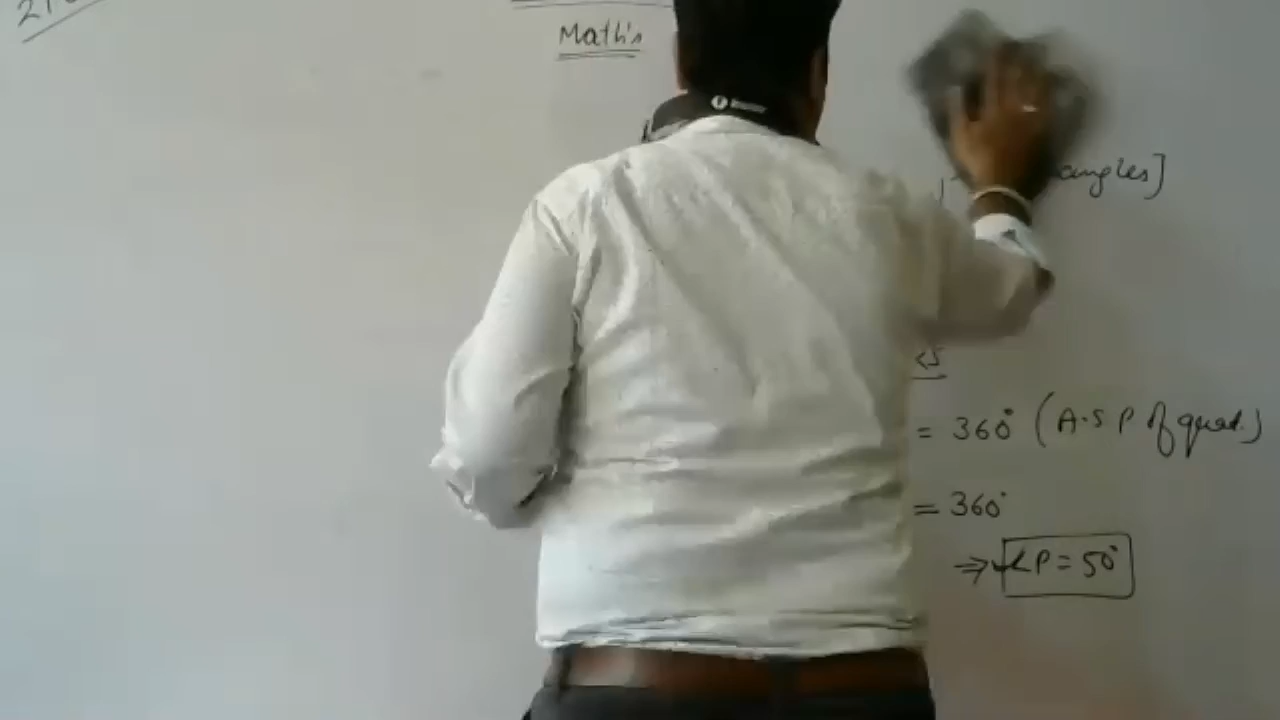 Math's
angles]
= 360° (A.S P of quad.)
= 360°
⇒ ∠P = 50°